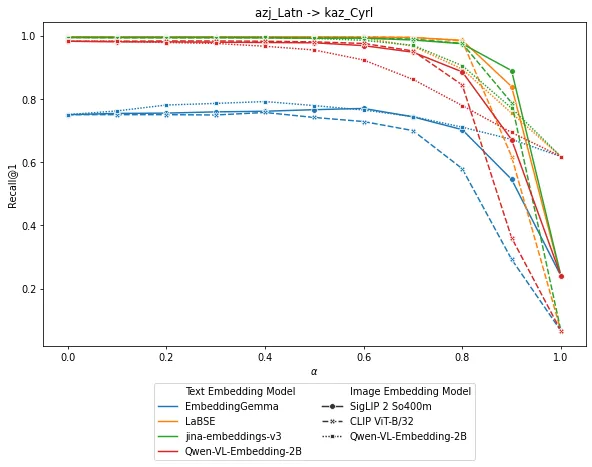 azj_Latn -> kaz_Cyrl
Recall@1
1.0
0.8
0.6
0.4
0.2
0.0 0.2 0.4 0.6 0.8 1.0
α
Text Embedding Model
EmbeddingGemma
LaBSE
jina-embeddings-v3
Qwen-VL-Embedding-2B
Image Embedding Model
SigLIP 2 So400m
CLIP ViT-B/32
Qwen-VL-Embedding-2B